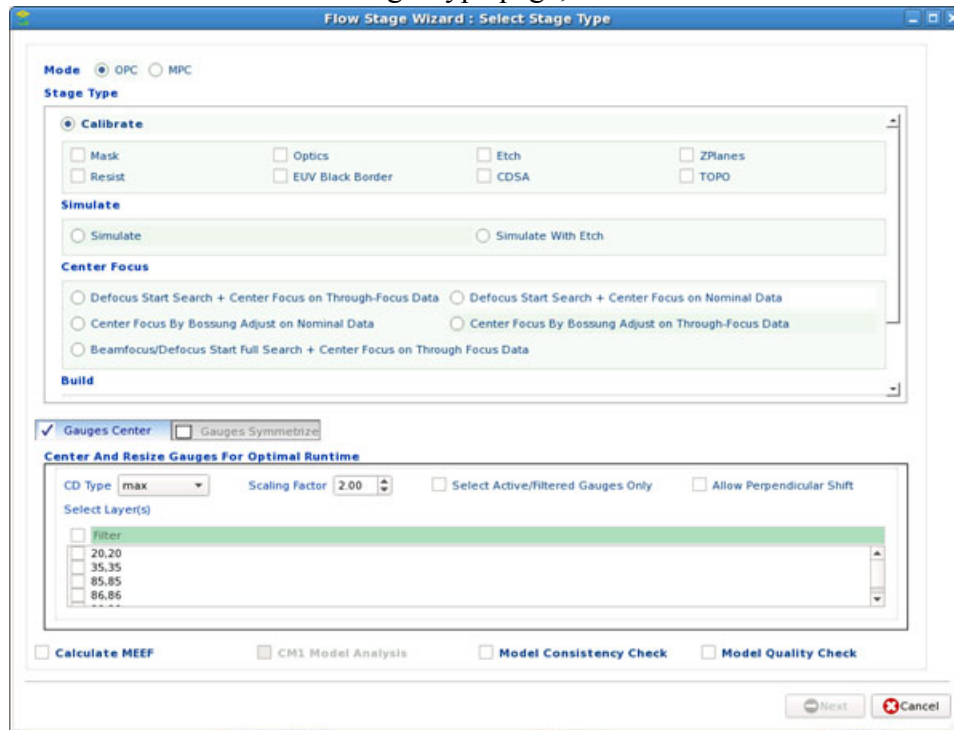 Flow Stage Wizard : Select Stage Type
Mode OPC MPC
Stage Type
Calibrate
Mask Optics Etch ZPlanes
Resist EUV Black Border CDSA TOPO
Simulate
Simulate Simulate With Etch
Center Focus
Defocus Start Search + Center Focus on Through-Focus Data Defocus Start Search + Center Focus on Nominal Data
Center Focus By Bossung Adjust on Nominal Data Center Focus By Bossung Adjust on Through-Focus Data
Beamfocus/Defocus Start Full Search + Center Focus on Through Focus Data
Build
Gauges Center Gauges Symmetrize
Center And Resize Gauges For Optimal Runtime
CD Type max Scaling Factor 2.00 Select Active/Filtered Gauges Only Allow Perpendicular Shift
Select Layer(s)
Filter
20,20
35,35
85,85
86,86
Calculate MEEF CM1 Model Analysis Model Consistency Check Model Quality Check
Next Cancel